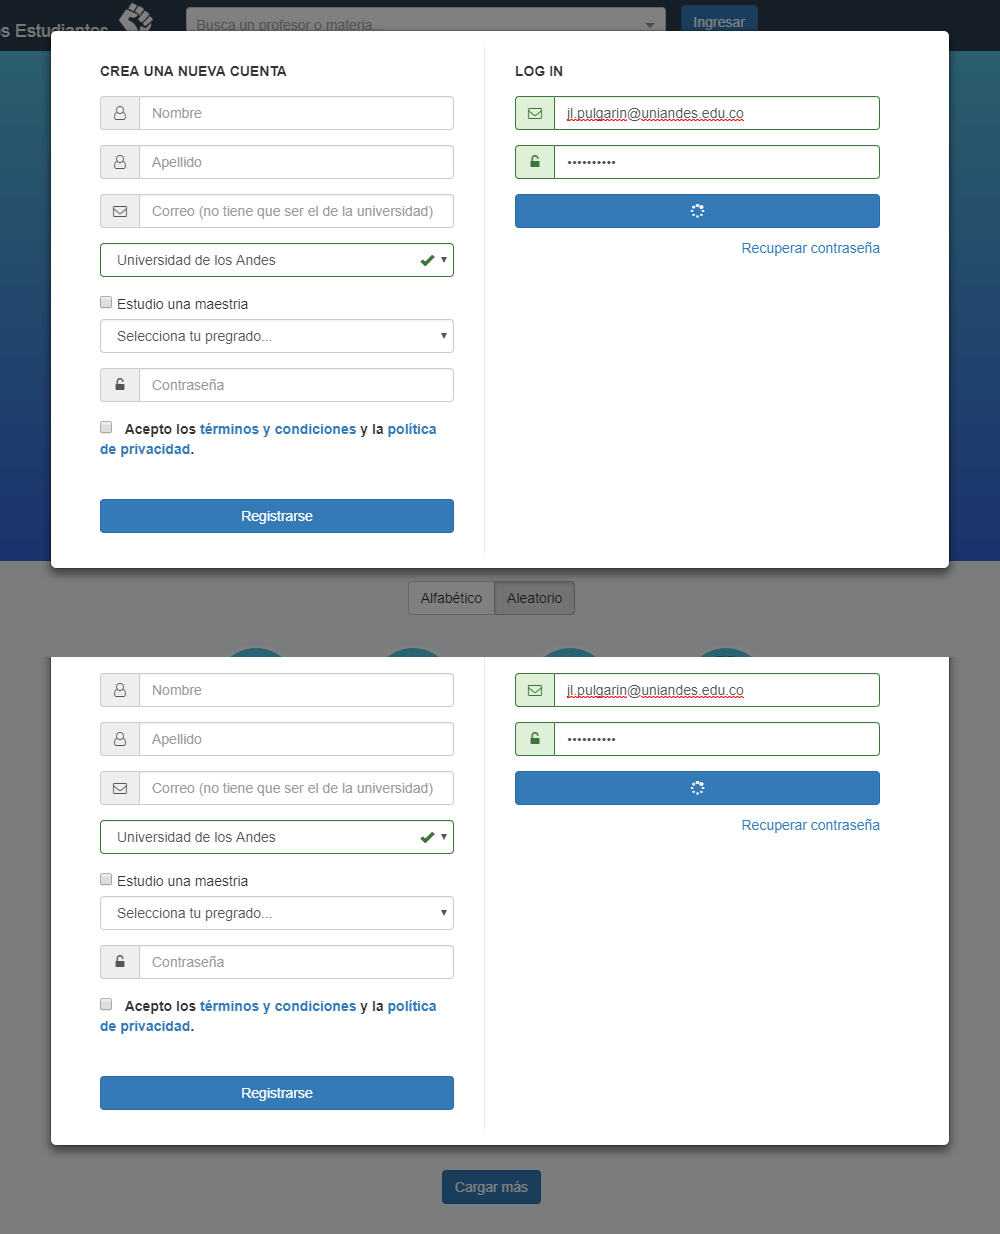 s Estudiantes
Busca un profesor o materia...
Ingresar
CREA UNA NUEVA CUENTA
Nombre
Apellido
Correo (no tiene que ser el de la universidad)
Universidad de los Andes
Estudio una maestria
Selecciona tu pregrado...
Contraseña
Acepto los términos y condiciones y la política
de privacidad.
Registrarse
LOG IN
jl.pulgarin@uniandes.edu.co
••••••••••
Recuperar contraseña
Alfabético
Aleatorio
Nombre
Apellido
Correo (no tiene que ser el de la universidad)
Universidad de los Andes
Estudio una maestria
Selecciona tu pregrado...
Contraseña
Acepto los términos y condiciones y la política
de privacidad.
Registrarse
jl.pulgarin@uniandes.edu.co
••••••••••
Recuperar contraseña
Cargar más